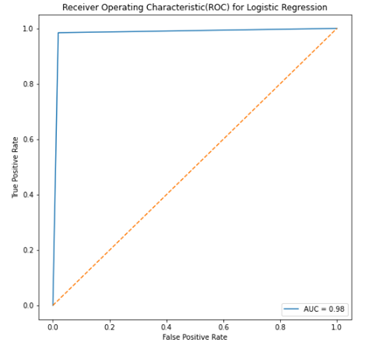 Receiver Operating Characteristic(ROC) for Logistic Regression
1.0
0.8
0.6
0.4
0.2
0.0
True Positive Rate
AUC = 0.98
0.0 0.2 0.4 0.6 0.8 1.0
False Positive Rate